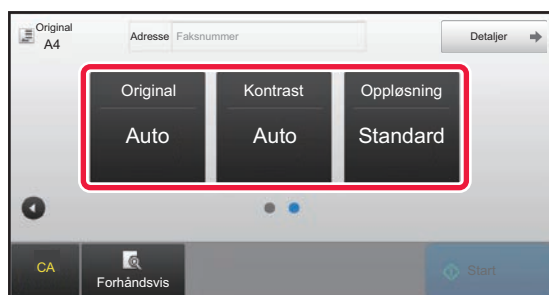 Original
A4
Adresse Faksnummer
Detaljer
Original Kontrast Oppløsning
Auto Auto Standard
CA
Forhåndsvis
Start